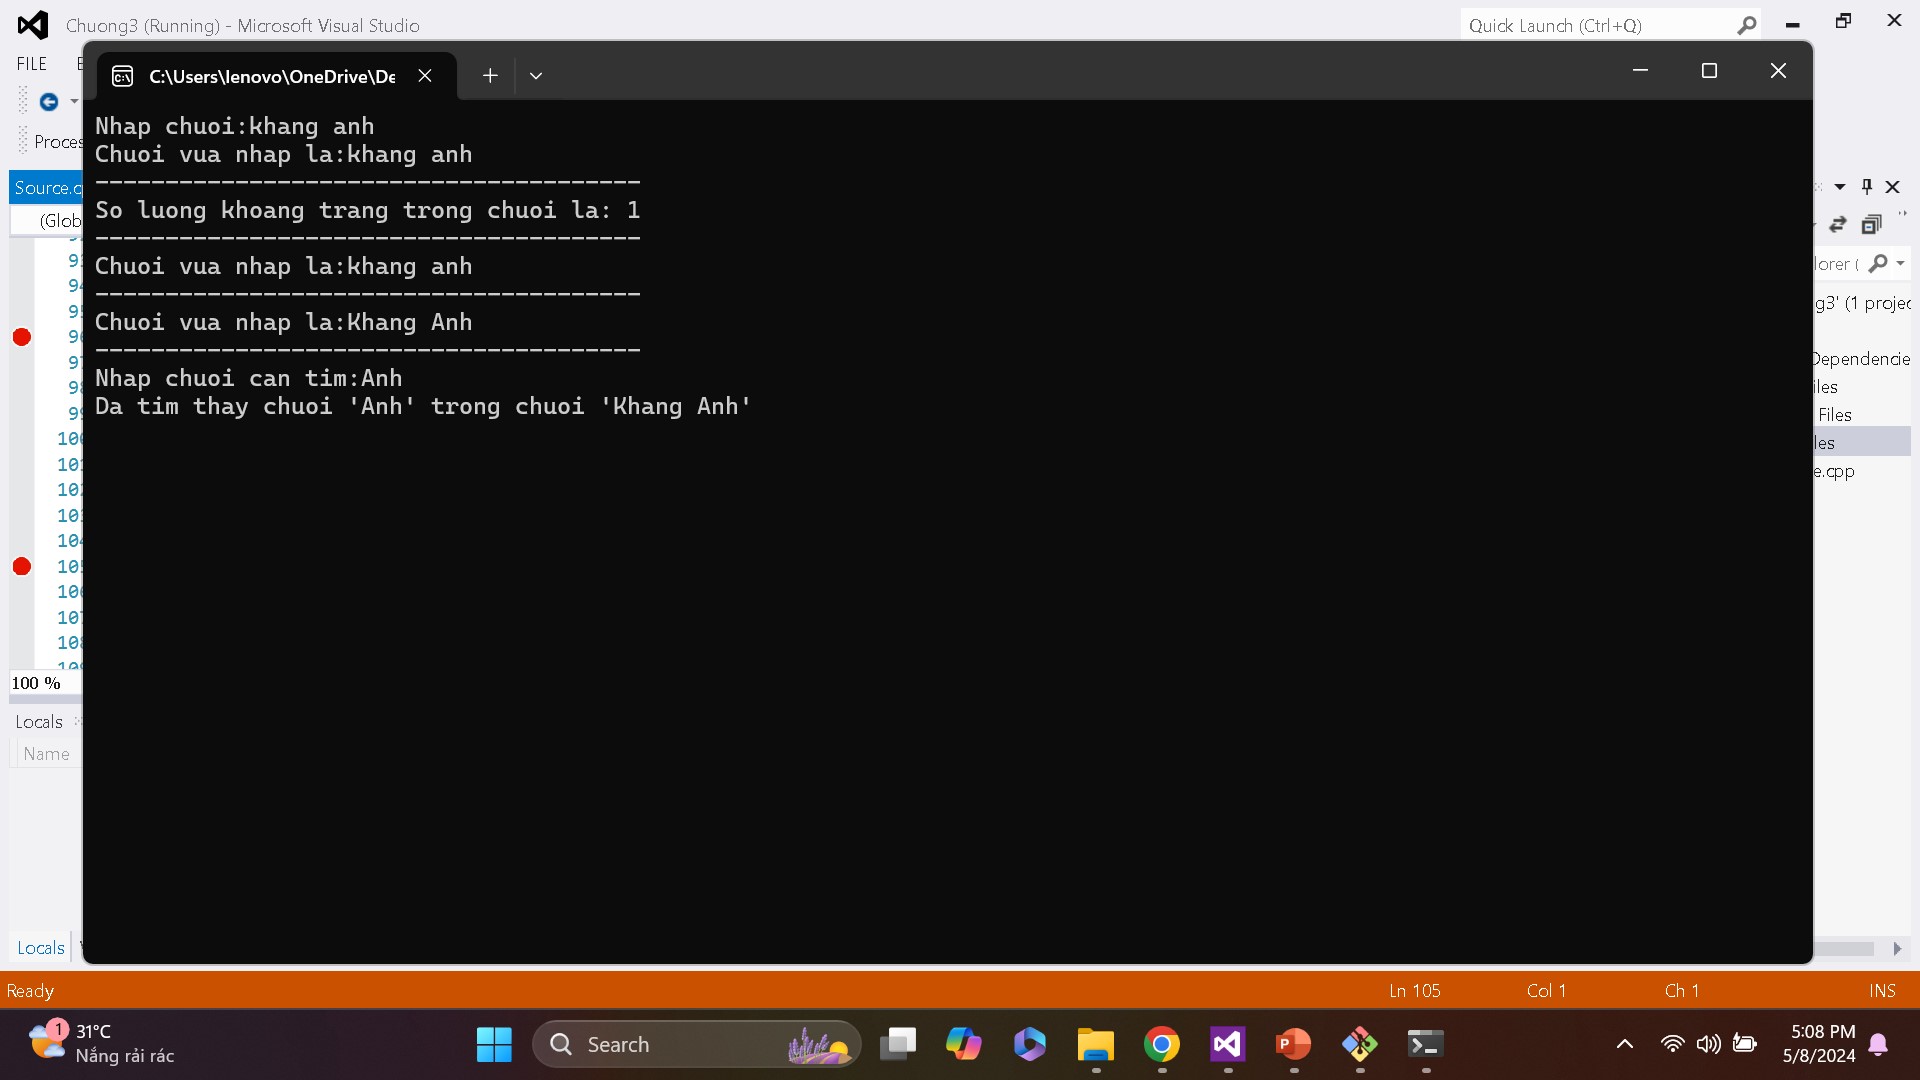 Chuong3 (Running) - Microsoft Visual Studio
Quick Launch (Ctrl+Q)
FILE
C:\Users\lenovo\OneDrive\De
Proces
Source.c
(Glob
Nhap chuoi:khang anh
Chuoi vua nhap la:khang anh
---------------------------------------
So luong khoang trang trong chuoi la: 1
---------------------------------------
Chuoi vua nhap la:khang anh
---------------------------------------
Chuoi vua nhap la:Khang Anh
---------------------------------------
Nhap chuoi can tim:Anh
Da tim thay chuoi 'Anh' trong chuoi 'Khang Anh'
lorer (
g3' (1 projec
Dependencie
iles
Files
les
e.cpp
100 %
Locals
Name
Locals
Ready
Ln 105
Col 1
Ch 1
INS
1
31°C
Nắng rải rác
Search
5:08 PM
5/8/2024